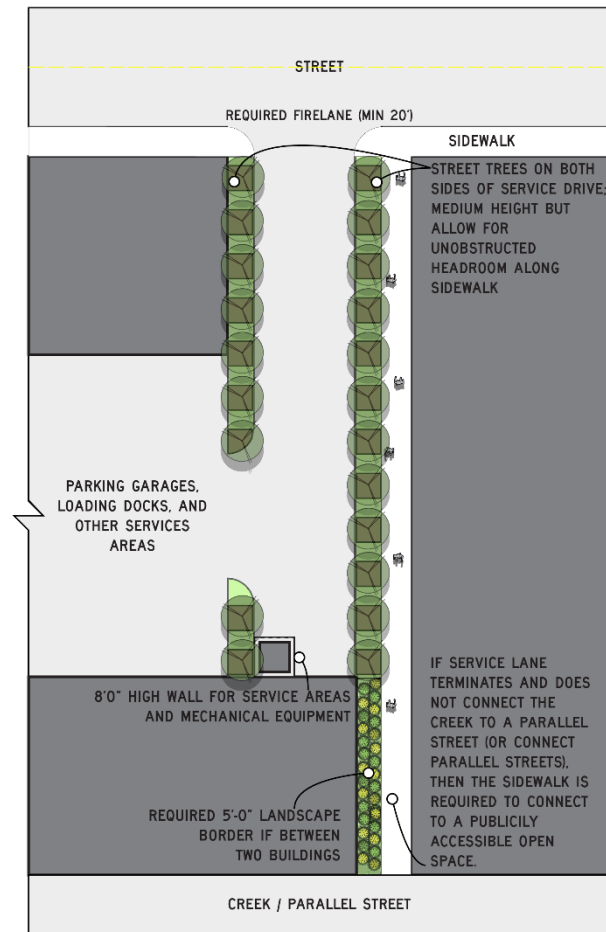 STREET
REQUIRED FIRELANE (MIN 20')
SIDEWALK
STREET TREES ON BOTH
SIDES OF SERVICE DRIVE;
MEDIUM HEIGHT BUT
ALLOW FOR
UNOBSTRUCTED
HEADROOM ALONG
SIDEWALK
PARKING GARAGES,
LOADING DOCKS, AND
OTHER SERVICES
AREAS
8'0" HIGH WALL FOR SERVICE AREAS
AND MECHANICAL EQUIPMENT
IF SERVICE LANE
TERMINATES AND DOES
NOT CONNECT THE
CREEK TO A PARALLEL
STREET (OR CONNECT
PARALLEL STREETS),
THEN THE SIDEWALK IS
REQUIRED TO CONNECT
TO A PUBLICILY
ACCESSIBLE OPEN
SPACE.
REQUIRED 5'-0" LANDSCAPE
BORDER IF BETWEEN
TWO BUILDINGS
CREEK / PARALLEL STREET